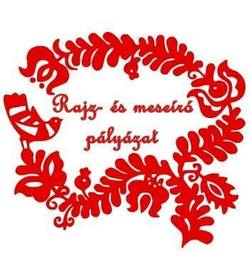 Rajz- és meseíró
pályázat